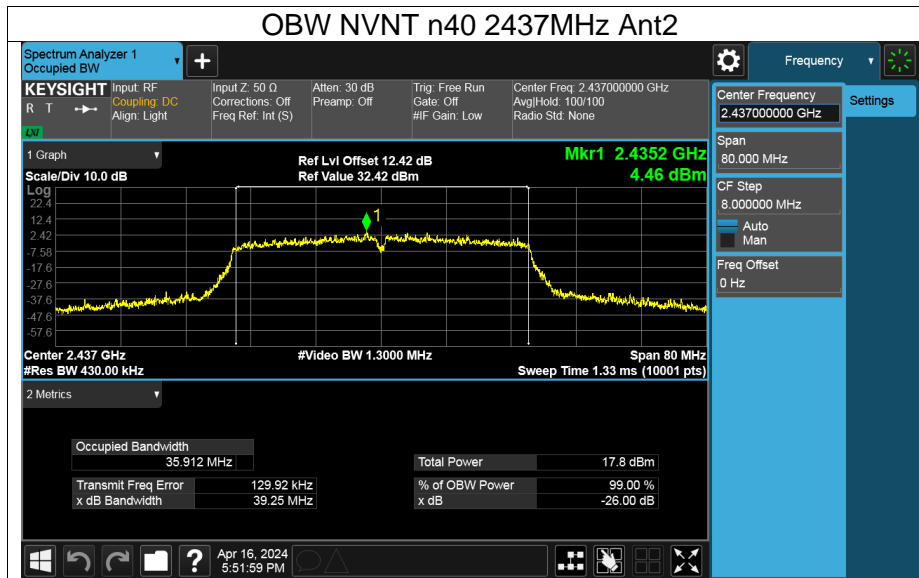 OBW NVNT n40 2437MHz Ant2
Spectrum Analyzer 1
Occupied BW
+
Frequency
KEYSIGHT
R T
LXI
Input: RF
Coupling: DC
Align: Light
Input Z: 50 Ω
Corrections: Off
Freq Ref: Int (S)
Atten: 30 dB
Preamp: Off
Trig: Free Run
Gate: Off
#IF Gain: Low
Center Freq: 2.437000000 GHz
Avg|Hold: 100/100
Radio Std: None
Center Frequency
2.437000000 GHz
Settings
Span
80.000 MHz
CF Step
8.000000 MHz
Auto
Man
Freq Offset
0 Hz
1 Graph
Scale/Div 10.0 dB
Ref Lvl Offset 12.42 dB
Ref Value 32.42 dBm
Mkr1 2.4352 GHz
4.46 dBm
Log
22.4
12.4
2.42
-7.58
-17.6
-27.6
-37.6
-47.6
-57.6
1
Center 2.437 GHz
#Res BW 430.00 kHz
#Video BW 1.3000 MHz
Span 80 MHz
Sweep Time 1.33 ms (10001 pts)
2 Metrics
Occupied Bandwidth
35.912 MHz
Transmit Freq Error 129.92 kHz
x dB Bandwidth 39.25 MHz
Total Power 17.8 dBm
% of OBW Power 99.00 %
x dB -26.00 dB
?
Apr 16, 2024
5:51:59 PM